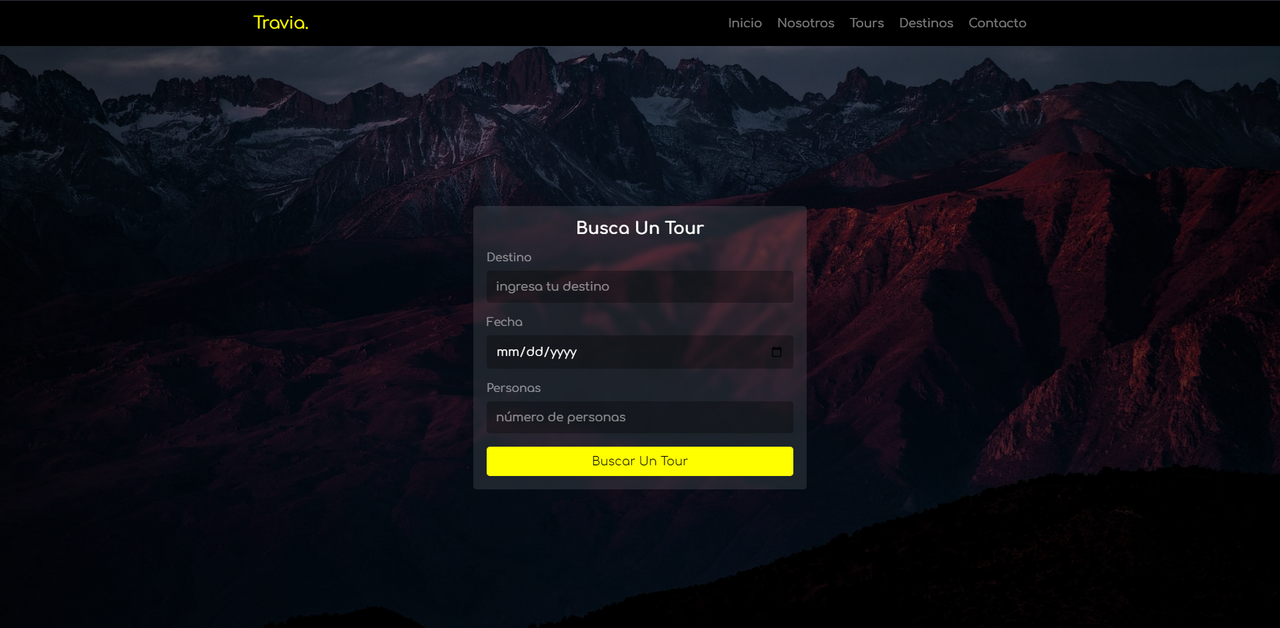 Travia.
Inicio Nosotros Tours Destinos Contacto
Busca Un Tour
Destino
ingresa tu destino
Fecha
mm/dd/yyyy
Personas
número de personas
Buscar Un Tour